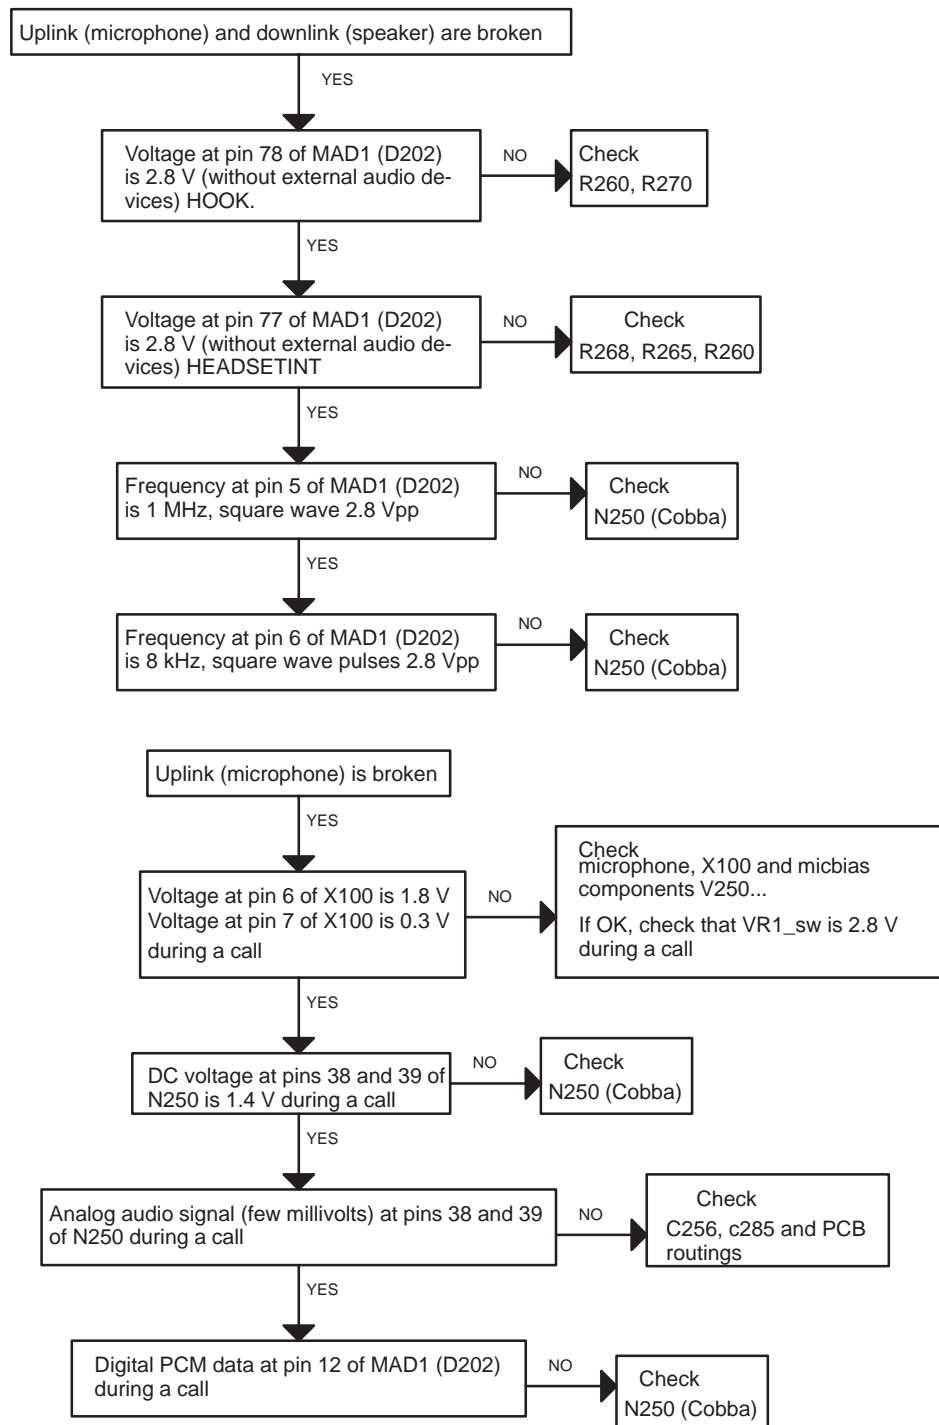 Uplink (microphone) and downlink (speaker) are broken
YES
Voltage at pin 78 of MAD1 (D202)
is 2.8 V (without external audio de-
vices) HOOK.
NO
Check
R260, R270
YES
Voltage at pin 77 of MAD1 (D202)
is 2.8 V (without external audio de-
vices) HEADSETINT
NO
Check
R268, R265, R260
YES
Frequency at pin 5 of MAD1 (D202)
is 1 MHz, square wave 2.8 Vpp
NO
Check
N250 (Cobba)
YES
Frequency at pin 6 of MAD1 (D202)
is 8 kHz, square wave pulses 2.8 Vpp
NO
Check
N250 (Cobba)
Uplink (microphone) is broken
YES
Voltage at pin 6 of X100 is 1.8 V
Voltage at pin 7 of X100 is 0.3 V
during a call
NO
Check
microphone, X100 and micbias
components V250...
If OK, check that VR1_sw is 2.8 V
during a call
YES
DC voltage at pins 38 and 39 of
N250 is 1.4 V during a call
NO
Check
N250 (Cobba)
YES
Analog audio signal (few millivolts) at pins 38 and 39
of N250 during a call
NO
Check
C256, c285 and PCB
routings
YES
Digital PCM data at pin 12 of MAD1 (D202)
during a call
NO
Check
N250 (Cobba)